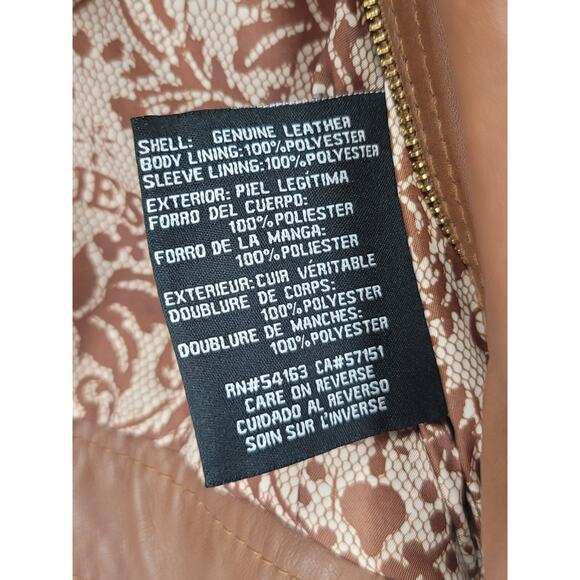 SHELL: GENUINE LEATHER
BODY LINING:100%POLYESTER
SLEEVE LINING:100%POLYESTER
EXTERIOR: PIEL LEGÍTIMA
FORRO DEL CUERPO:
100%POLIESTER
FORRO DE LA MANGA:
100%POLIESTER
EXTERIEUR:CUIR VÉRITABLE
DOUBLURE DE CORPS:
100%POLYESTER
DOUBLURE DE MANCHES:
100%POLYESTER
RN#54163 CA#57151
CARE ON REVERSE
CUIDADO AL REVERSO
SOIN SUR L'INVERSE